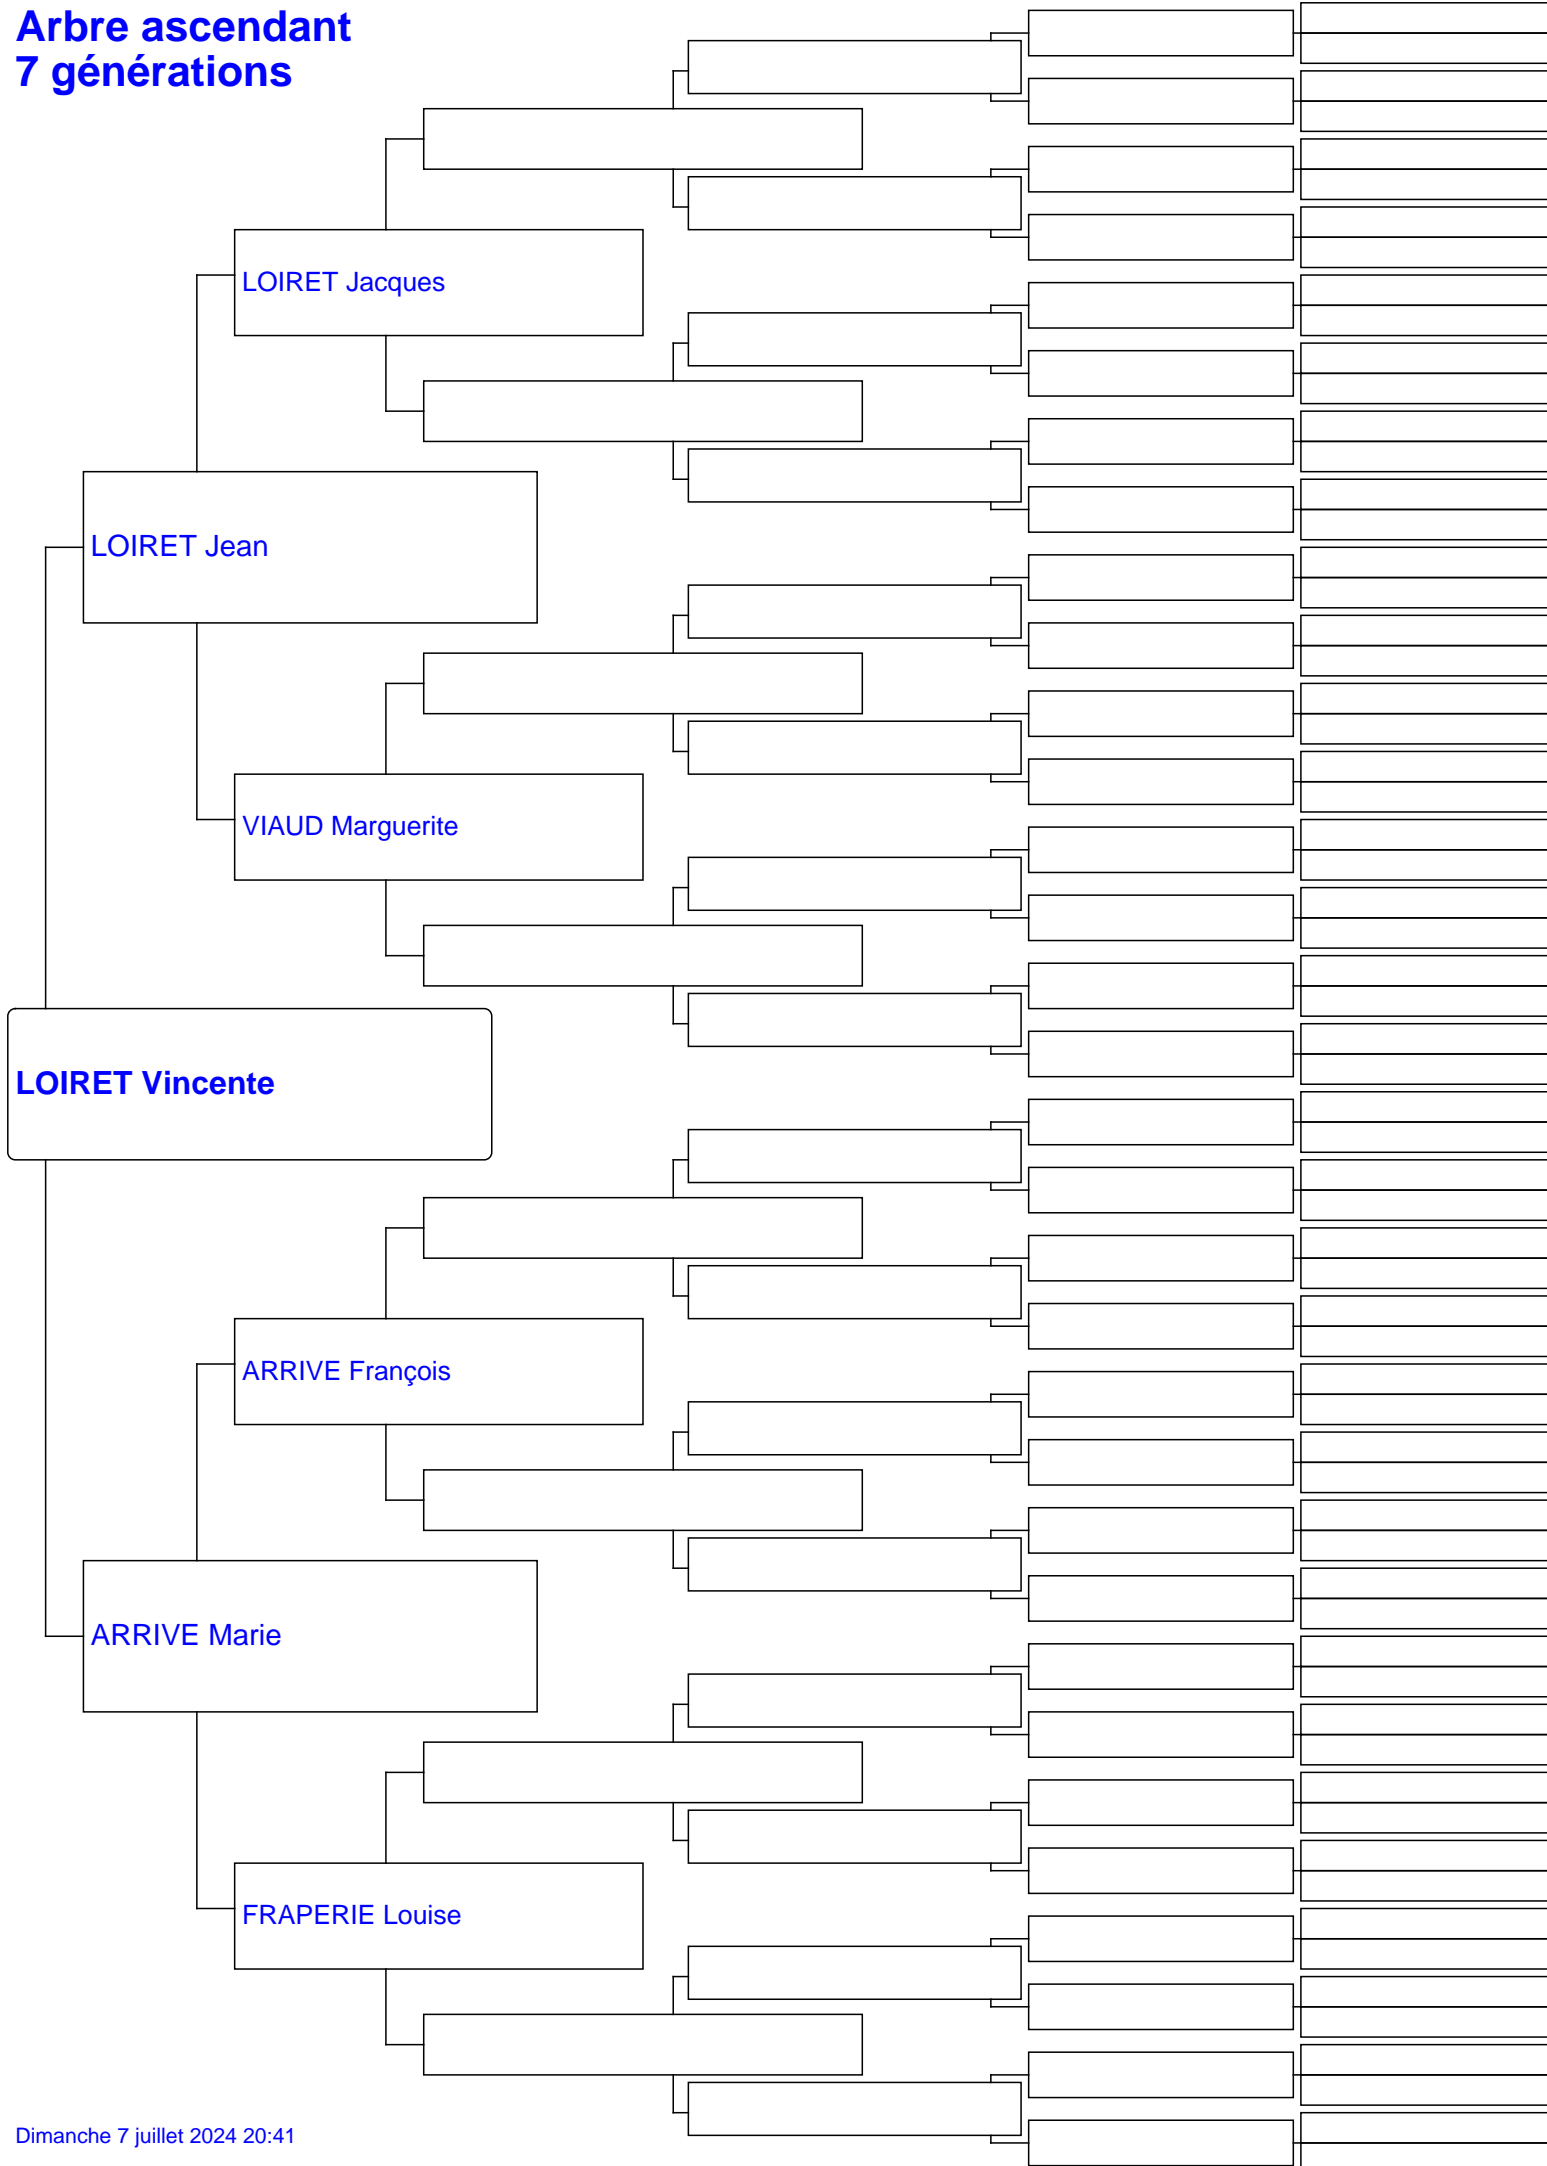 Arbre ascendant
7 générations
LOIRET Jacques
LOIRET Jean
VIAUD Marguerite
LOIRET Vincente
ARRIVE François
ARRIVE Marie
FRAPERIE Louise
Dimanche 7 juillet 2024 20:41